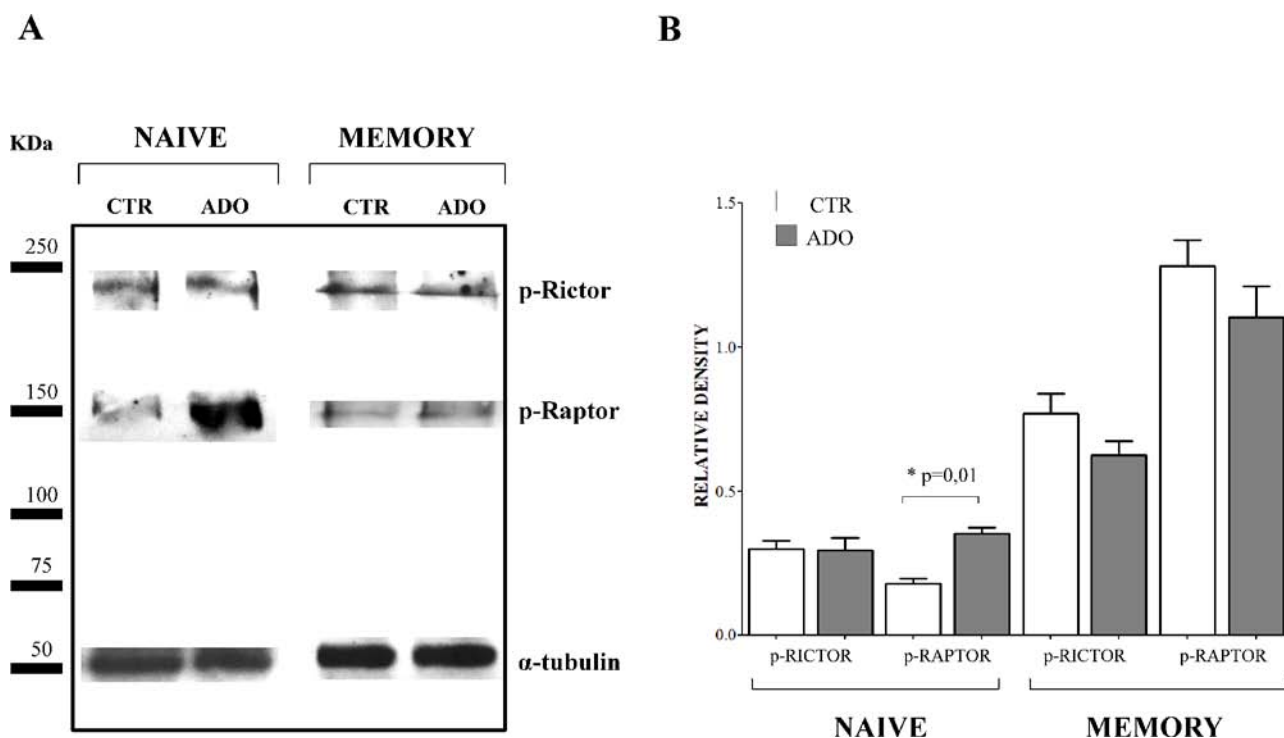 A
KDa
NAIVE
MEMORY
CTR
ADO
CTR
ADO
250
p-Rictor
150
p-Raptor
100
75
50
α-tubulin
B
CTR
ADO
RELATIVE DENSITY
1.5
1.0
0.5
0.0
* p=0,01
p-RICTOR
p-RAPTOR
p-RICTOR
p-RAPTOR
NAIVE
MEMORY